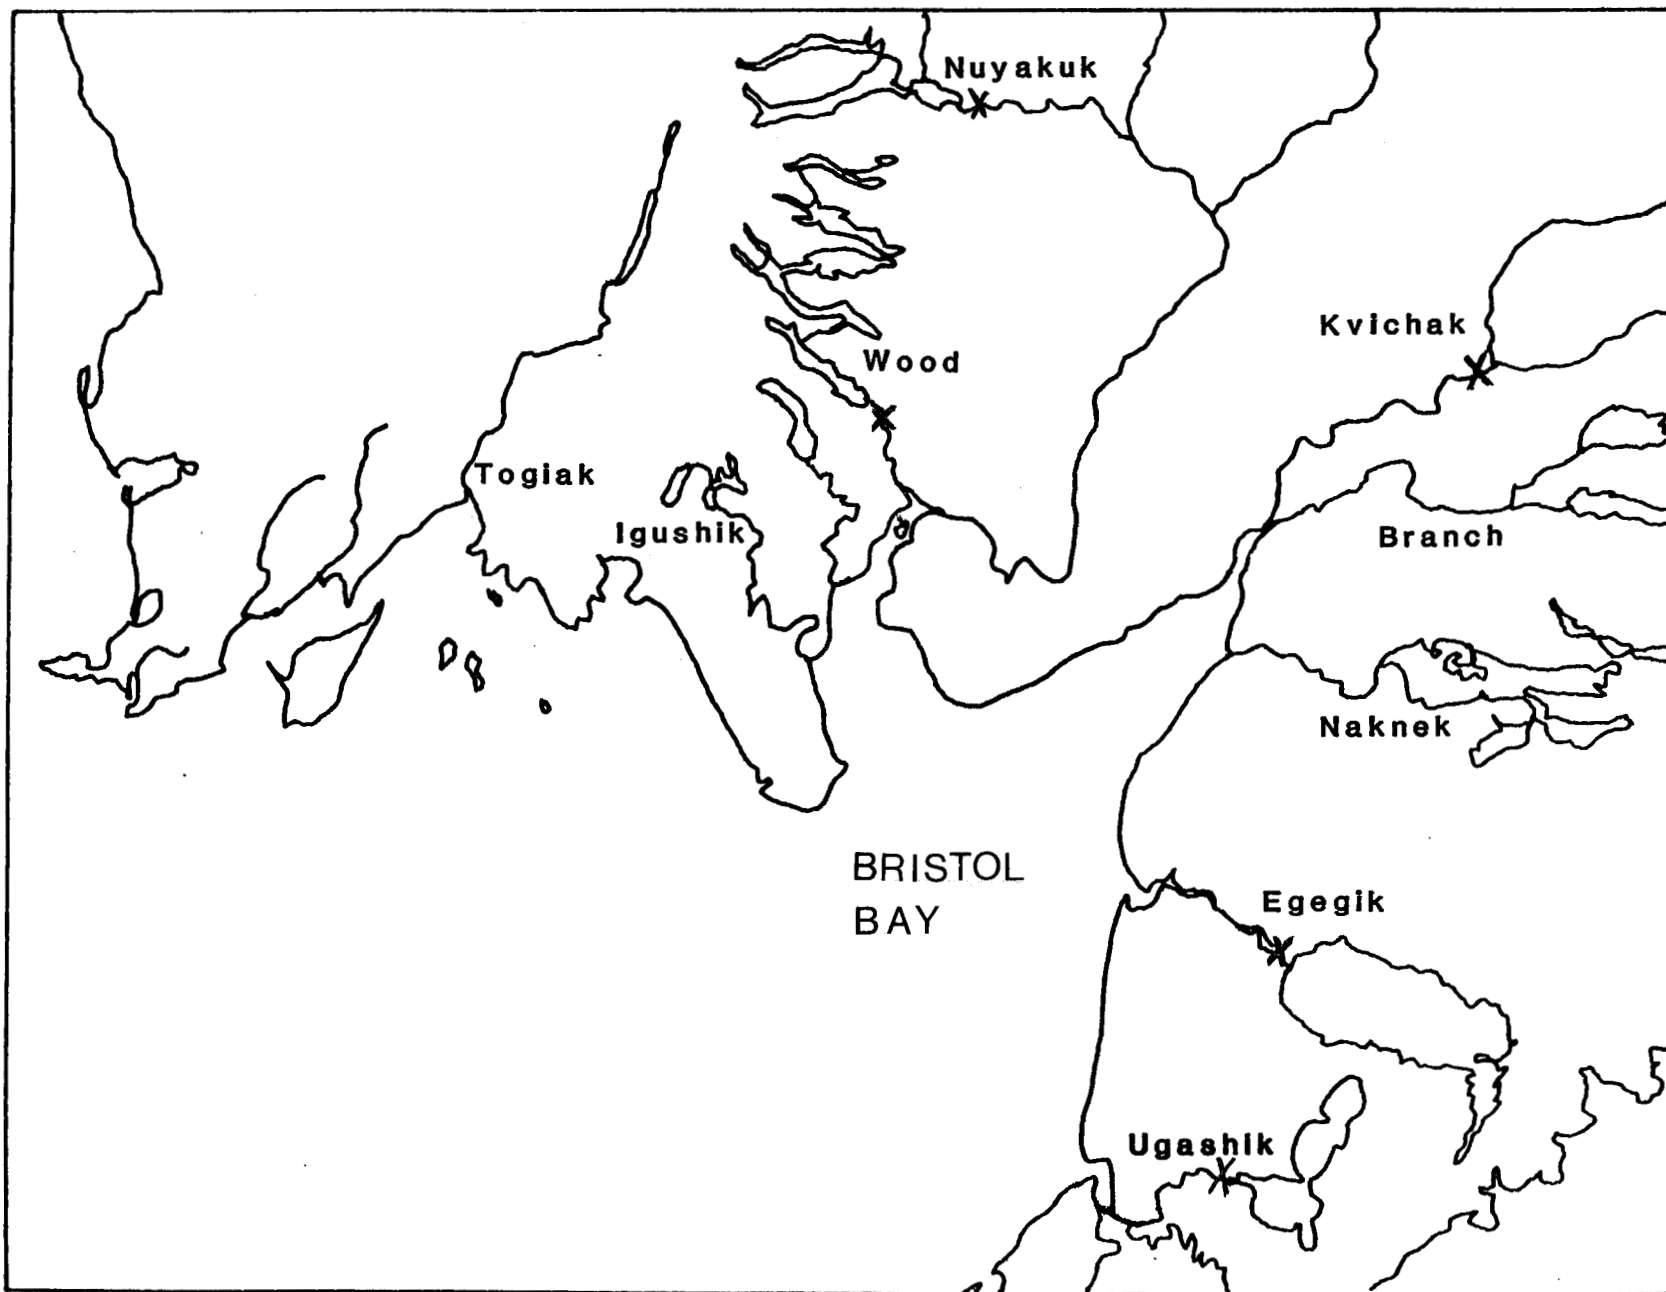 Nuyakuk
Kvichak
Wood
Togiak
Igushik
Branch
Naknek
BRISTOL
BAY
Egegik
Ugashik